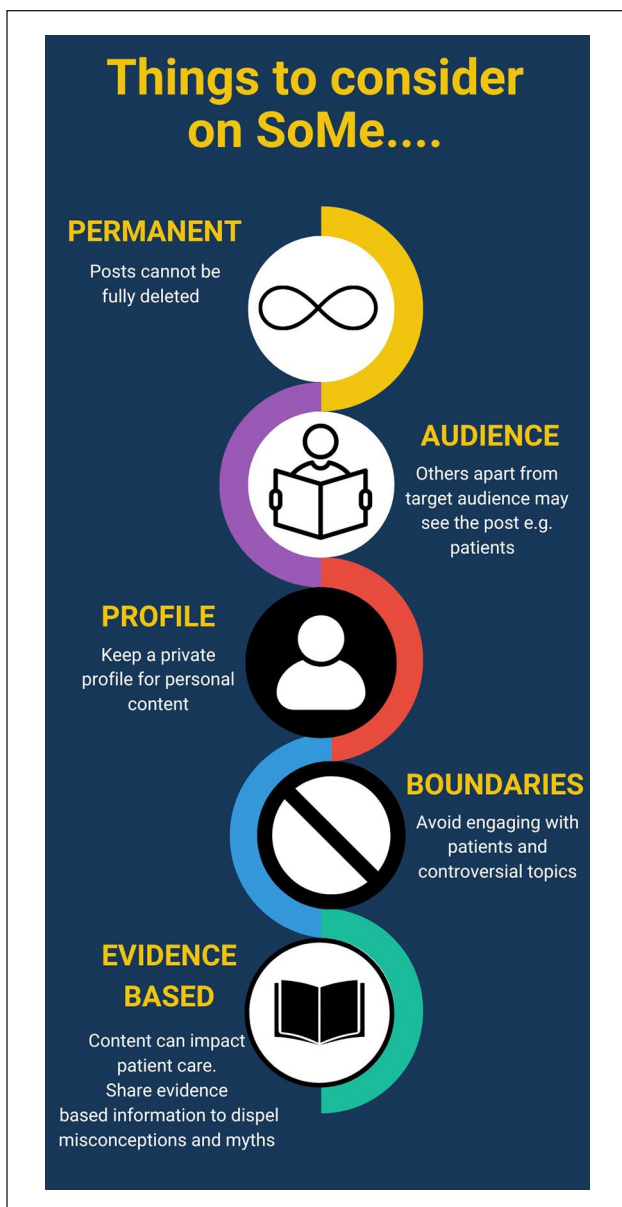 Things to consider
on SoMe....
PERMANENT
Posts cannot be
fully deleted
AUDIENCE
Others apart from
target audience may
see the post e.g.
patients
PROFILE
Keep a private
profile for personal
content
BOUNDARIES
Avoid engaging with
patients and
controversial topics
EVIDENCE
BASED
Content can impact
patient care.
Share evidence
based information to dispel
misconceptions and myths